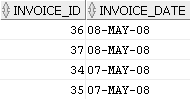 INVOICE_ID INVOICE_DATE
36 08-MAY-08
37 08-MAY-08
34 07-MAY-08
35 07-MAY-08